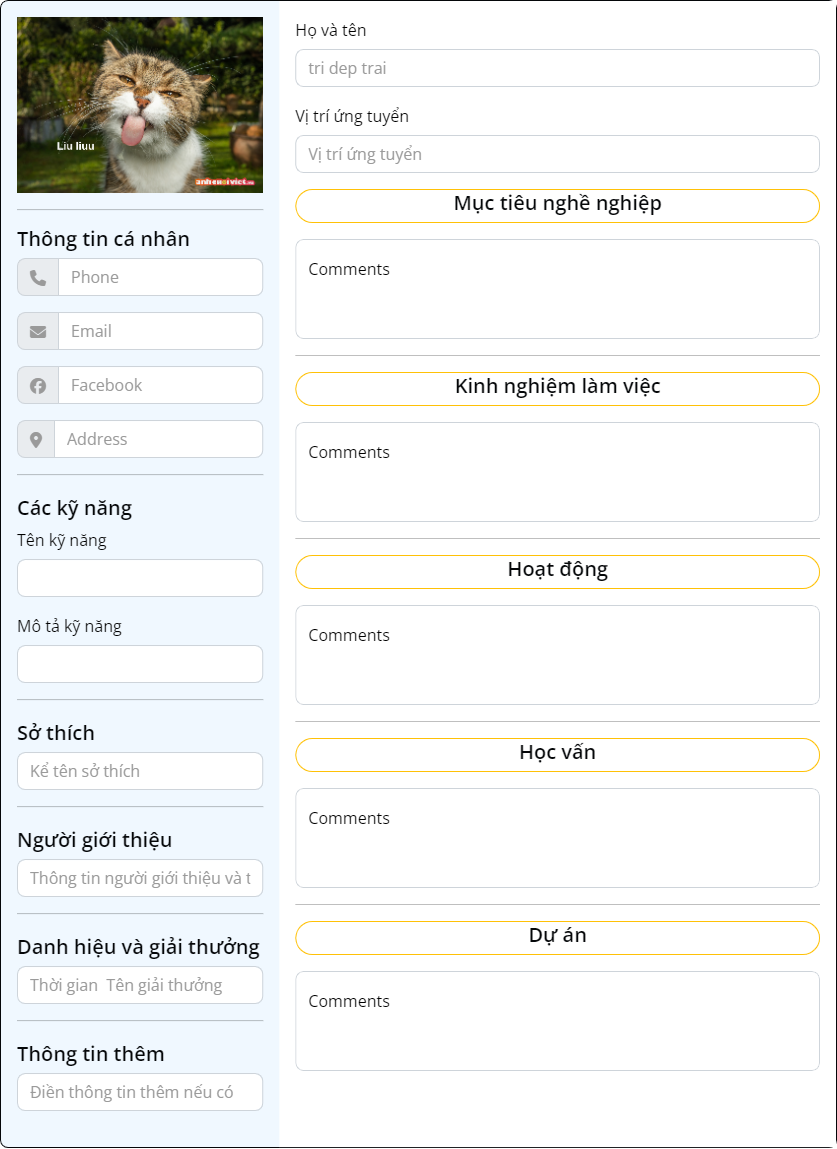 Liu liuu
anhcuoiviet.vn
Thông tin cá nhân
Phone
Email
Facebook
Address
Các kỹ năng
Tên kỹ năng
Mô tả kỹ năng
Sở thích
Kể tên sở thích
Người giới thiệu
Thông tin người giới thiệu và t
Danh hiệu và giải thưởng
Thời gian  Tên giải thưởng
Thông tin thêm
Điền thông tin thêm nếu có
Họ và tên
tri dep trai
Vị trí ứng tuyển
Vị trí ứng tuyển
Mục tiêu nghề nghiệp
Comments
Kinh nghiệm làm việc
Comments
Hoạt động
Comments
Học vấn
Comments
Dự án
Comments